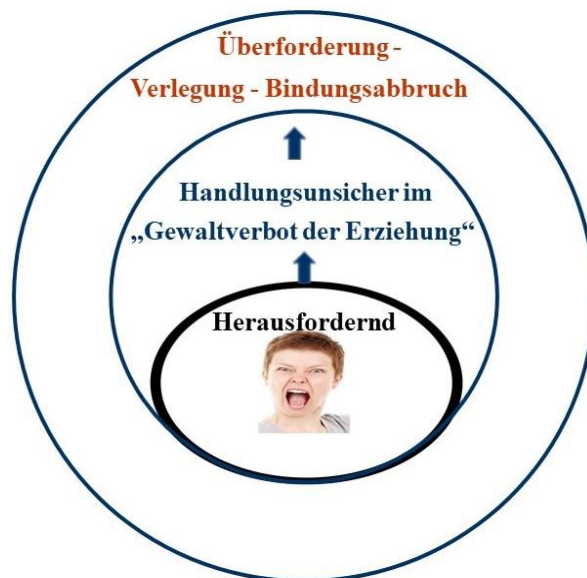 Überforderung -
Verlegung - Bindungsabbruch
Handlungsunsicher im
„Gewaltverbot der Erziehung“
Herausfordernd